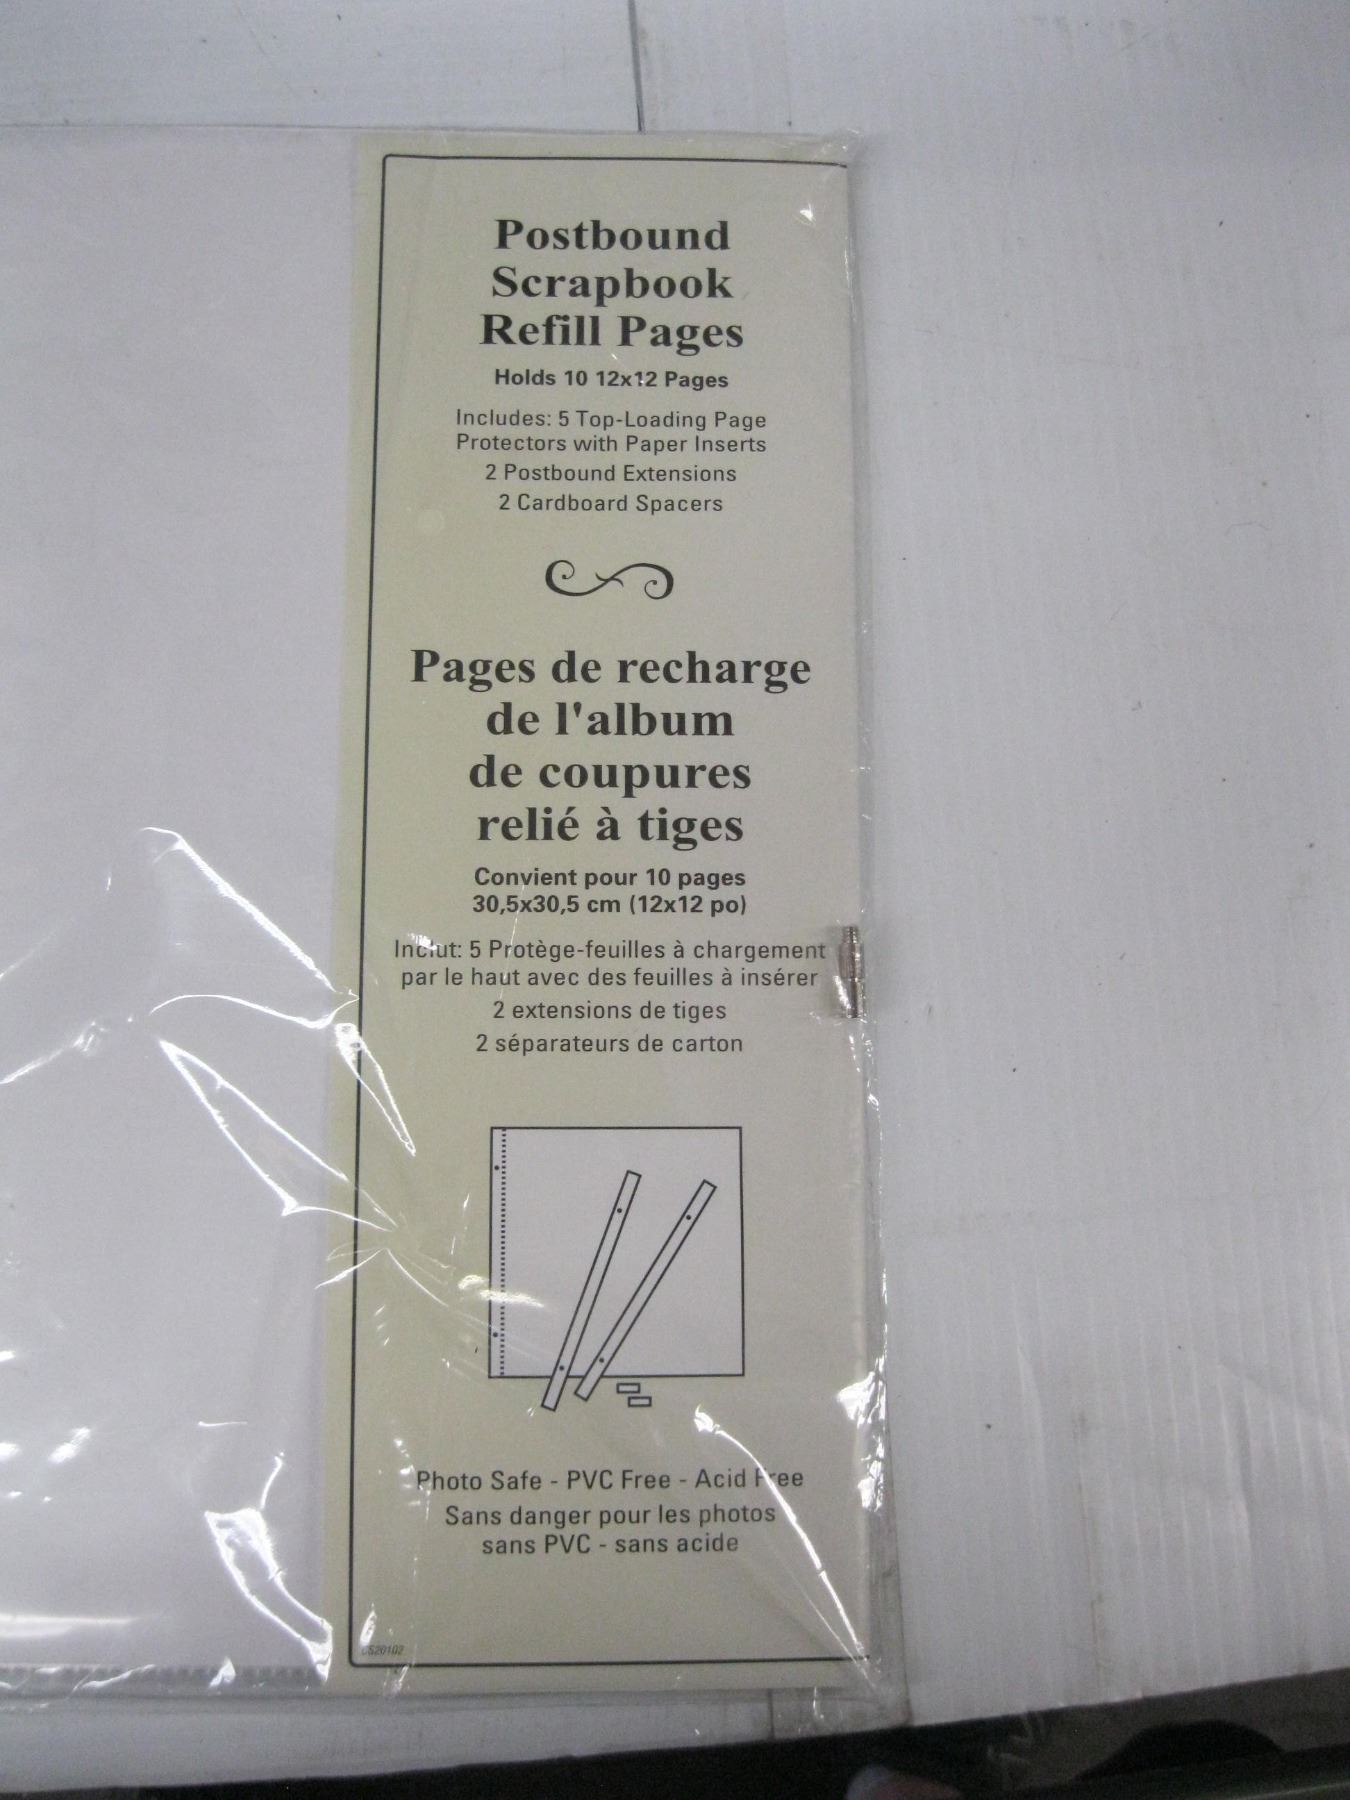 Postbound
Scrapbook
Refill Pages
Holds 10 12x12 Pages
Includes: 5 Top-Loading Page
Protectors with Paper Inserts
2 Postbound Extensions
2 Cardboard Spacers
Pages de recharge
de l'album
de coupures
relié à tiges
Convient pour 10 pages
30,5x30,5 cm (12x12 po)
Inclut: 5 Protège-feuilles à chargement
par le haut avec des feuilles à insérer
2 extensions de tiges
2 séparateurs de carton
Photo Safe - PVC Free - Acid Free
Sans danger pour les photos
sans PVC - sans acide